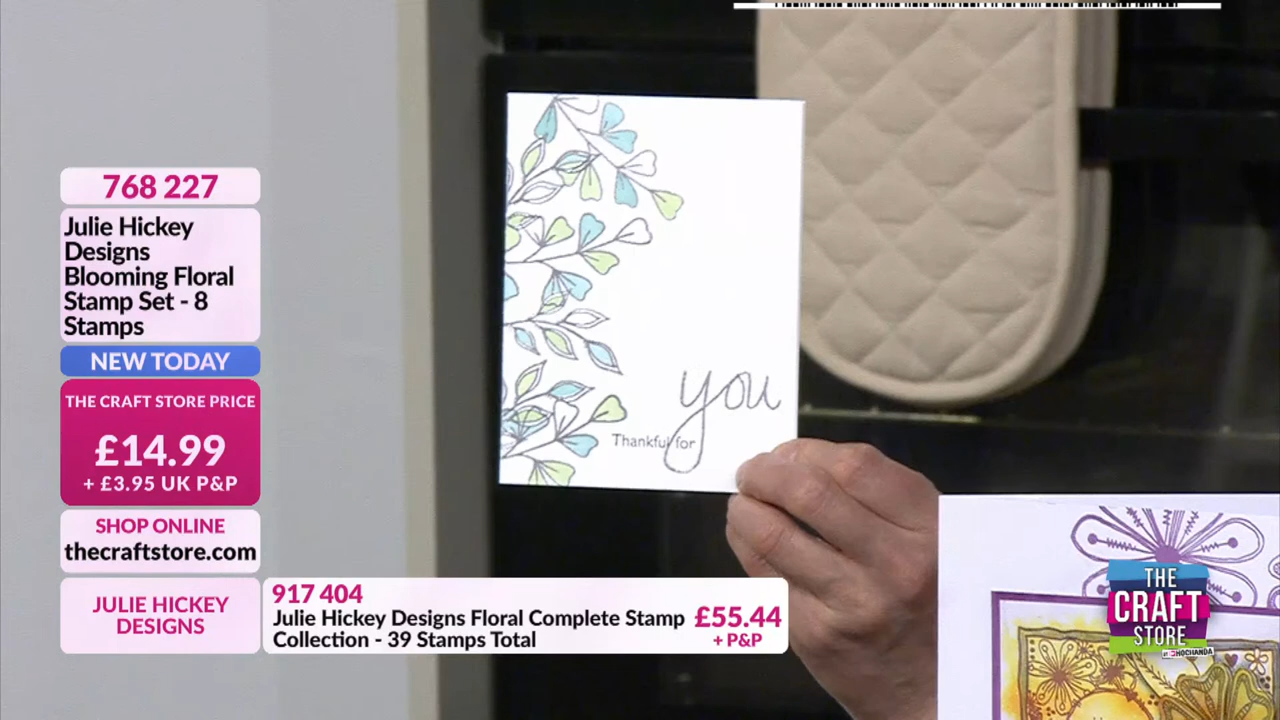 768 227
Julie Hickey
Designs
Blooming Floral
Stamp Set - 8
Stamps
NEW TODAY
THE CRAFT STORE PRICE
£14.99
+ £3.95 UK P&P
SHOP ONLINE
thecraftstore.com
JULIE HICKEY
DESIGNS
917 404
Julie Hickey Designs Floral Complete Stamp
Collection - 39 Stamps Total
£55.44
+ P&P
you
Thankful for
THE
CRAFT
STORE
BY HOCHANDA